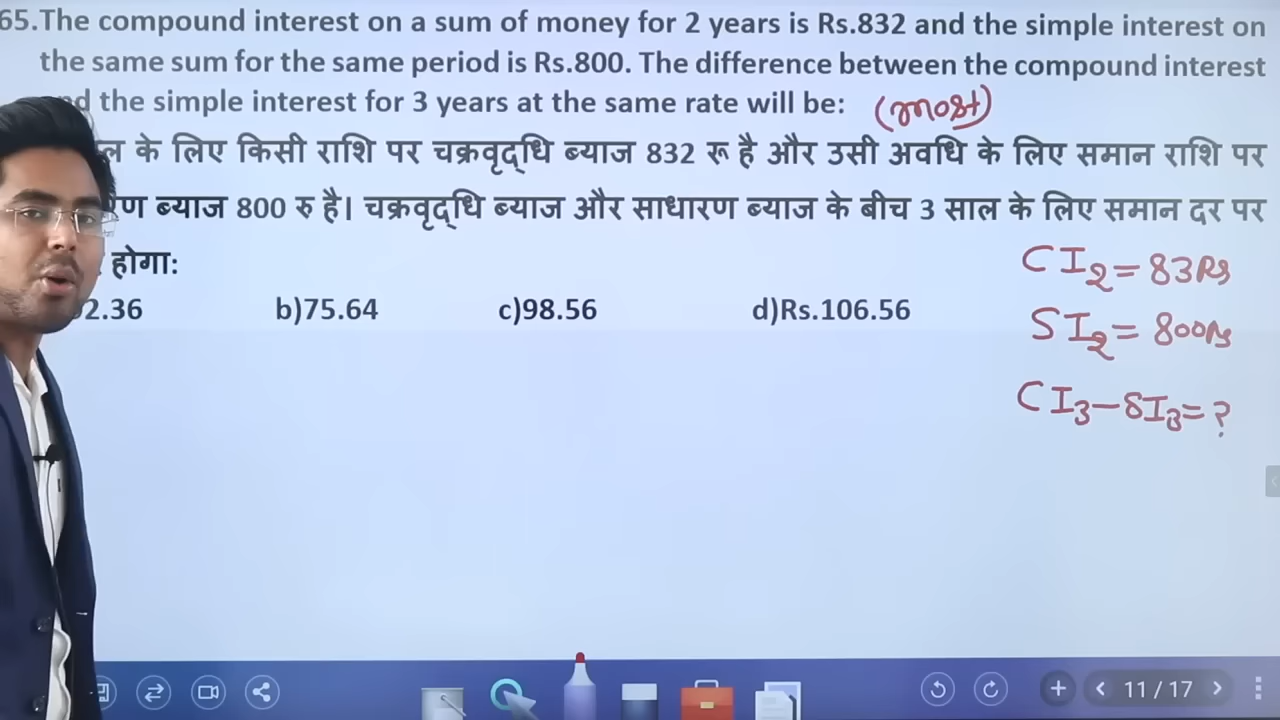 65.The compound interest on a sum of money for 2 years is Rs.832 and the simple interest on
the same sum for the same period is Rs.800. The difference between the compound interest
the simple interest for 3 years at the same rate will be: (most)
के लिए किसी राशि पर चक्रवृद्धि ब्याज 832 रू है और उसी अवधि के लिए समान राशि पर
ब्याज 800 रु है। चक्रवृद्धि ब्याज और साधारण ब्याज के बीच 3 साल के लिए समान दर पर
होगा:
CI2=83Rs
2.36 b)75.64 c)98.56 d)Rs.106.56
SI2=800Rs
CI3-SI3=?
11 / 17